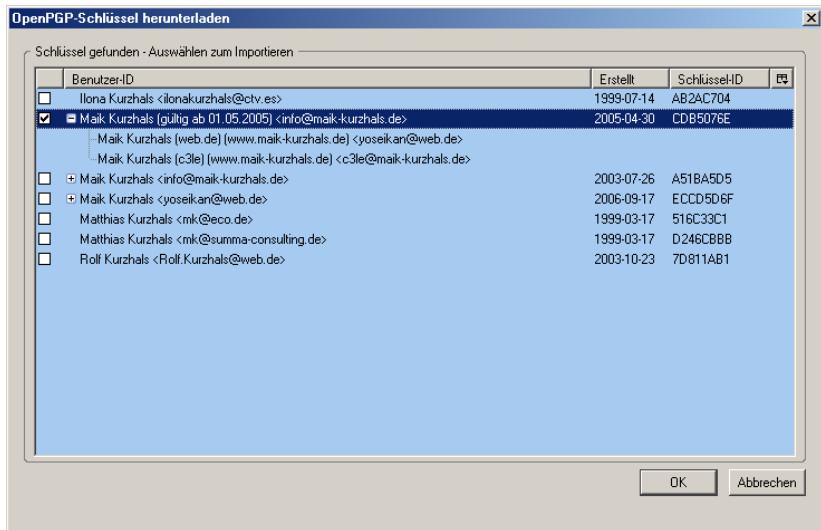 OpenPGP-Schlüssel herunterladen
Schlüssel gefunden - Auswählen zum Importieren
Benutzer-ID Erstellt Schlüssel-ID
Ilona Kurzhals <ilonakurzhals@ctv.es> 1999-07-14 AB2AC704
Maik Kurzhals (gültig ab 01.05.2005) <info@maik-kurzhals.de> 2005-04-30 CDB5076E
Maik Kurzhals (web.de) (www.maik-kurzhals.de) <yoseikan@web.de>
Maik Kurzhals (c3le) (www.maik-kurzhals.de) <c3le@maik-kurzhals.de>
Maik Kurzhals <info@maik-kurzhals.de> 2003-07-26 A51BA5D5
Maik Kurzhals <yoseikan@web.de> 2006-09-17 ECCD5D6F
Matthias Kurzhals <mk@eco.de> 1999-03-17 516C33C1
Matthias Kurzhals <mk@summa-consulting.de> 1999-03-17 D246CBBB
Rolf Kurzhals <Rolf.Kurzhals@web.de> 2003-10-23 7D811AB1
OK Abbrechen